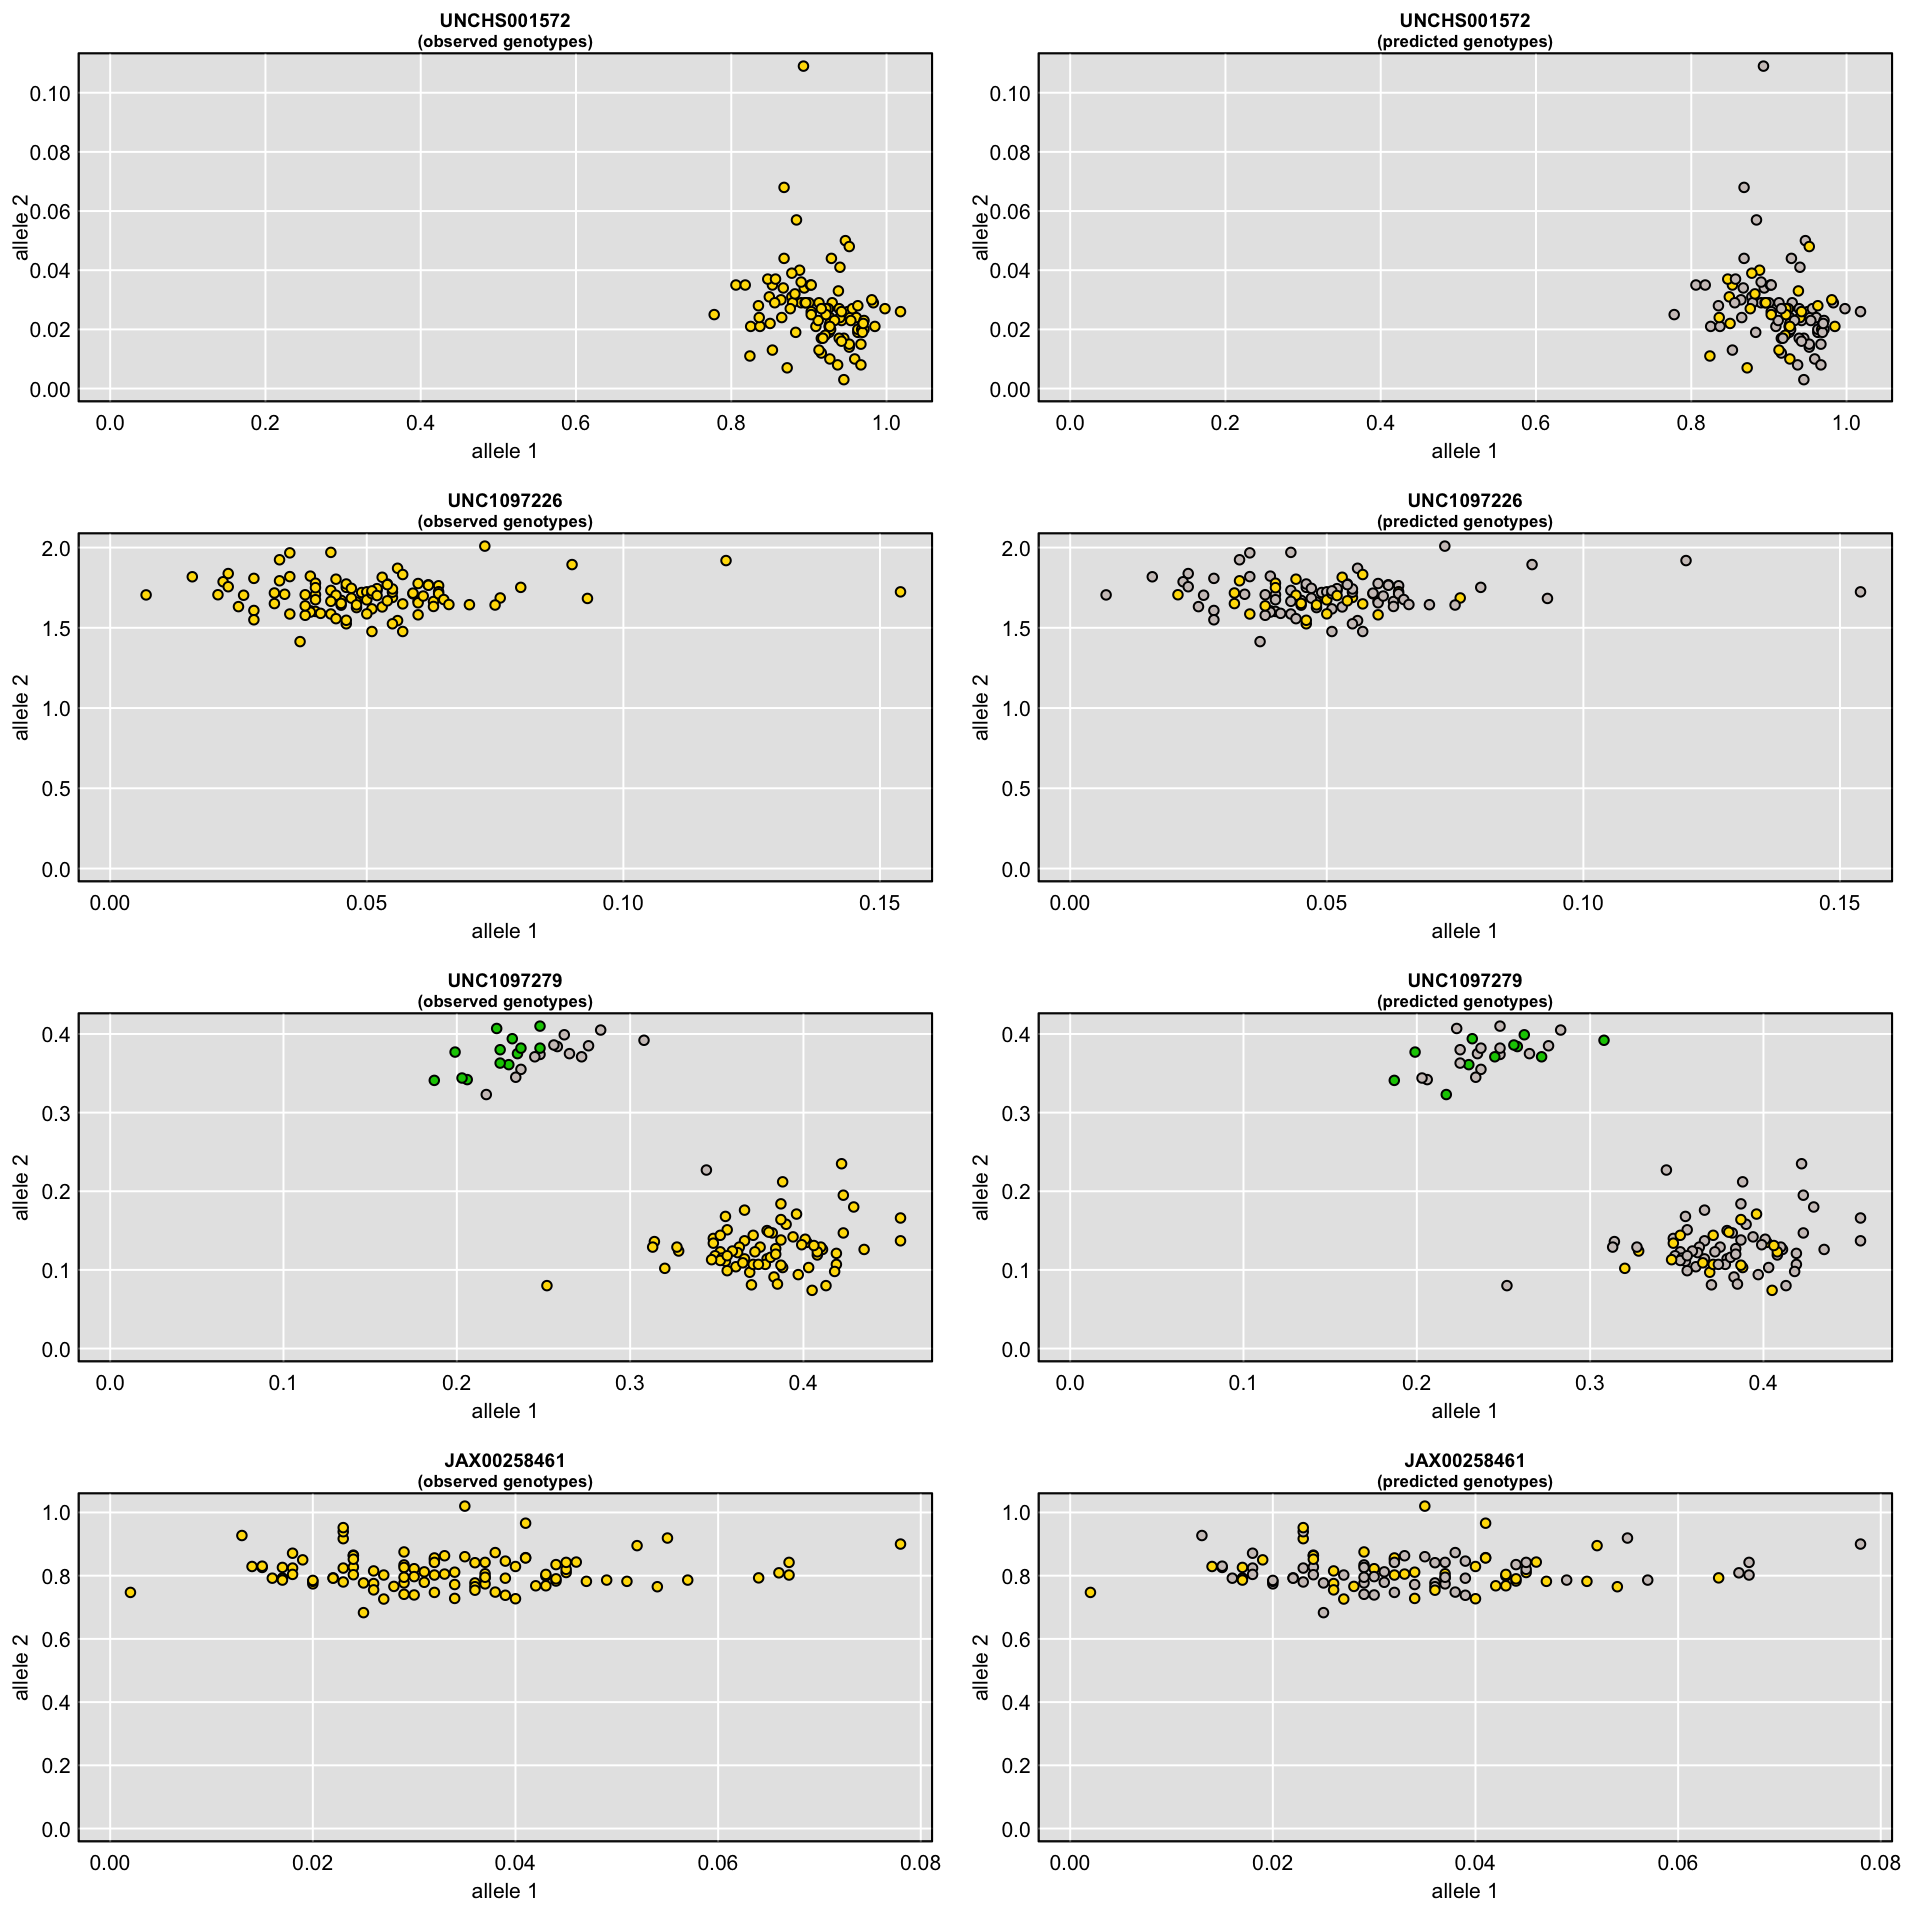 UNCHS001572
(observed genotypes)
0.10
0.08
0.06
0.04
0.02
0.00
allele 2
0.0 0.2 0.4 0.6 0.8 1.0
allele 1
UNCHS001572
(predicted genotypes)
0.10
0.08
0.06
0.04
0.02
0.00
allele 2
0.0 0.2 0.4 0.6 0.8 1.0
allele 1
UNC1097226
(observed genotypes)
2.0
1.5
1.0
0.5
0.0
allele 2
0.00 0.05 0.10 0.15
allele 1
UNC1097226
(predicted genotypes)
2.0
1.5
1.0
0.5
0.0
allele 2
0.00 0.05 0.10 0.15
allele 1
UNC1097279
(observed genotypes)
0.4
0.3
0.2
0.1
0.0
allele 2
0.0 0.1 0.2 0.3 0.4
allele 1
UNC1097279
(predicted genotypes)
0.4
0.3
0.2
0.1
0.0
allele 2
0.0 0.1 0.2 0.3 0.4
allele 1
JAX00258461
(observed genotypes)
1.0
0.8
0.6
0.4
0.2
0.0
allele 2
0.00 0.02 0.04 0.06 0.08
allele 1
JAX00258461
(predicted genotypes)
1.0
0.8
0.6
0.4
0.2
0.0
allele 2
0.00 0.02 0.04 0.06 0.08
allele 1